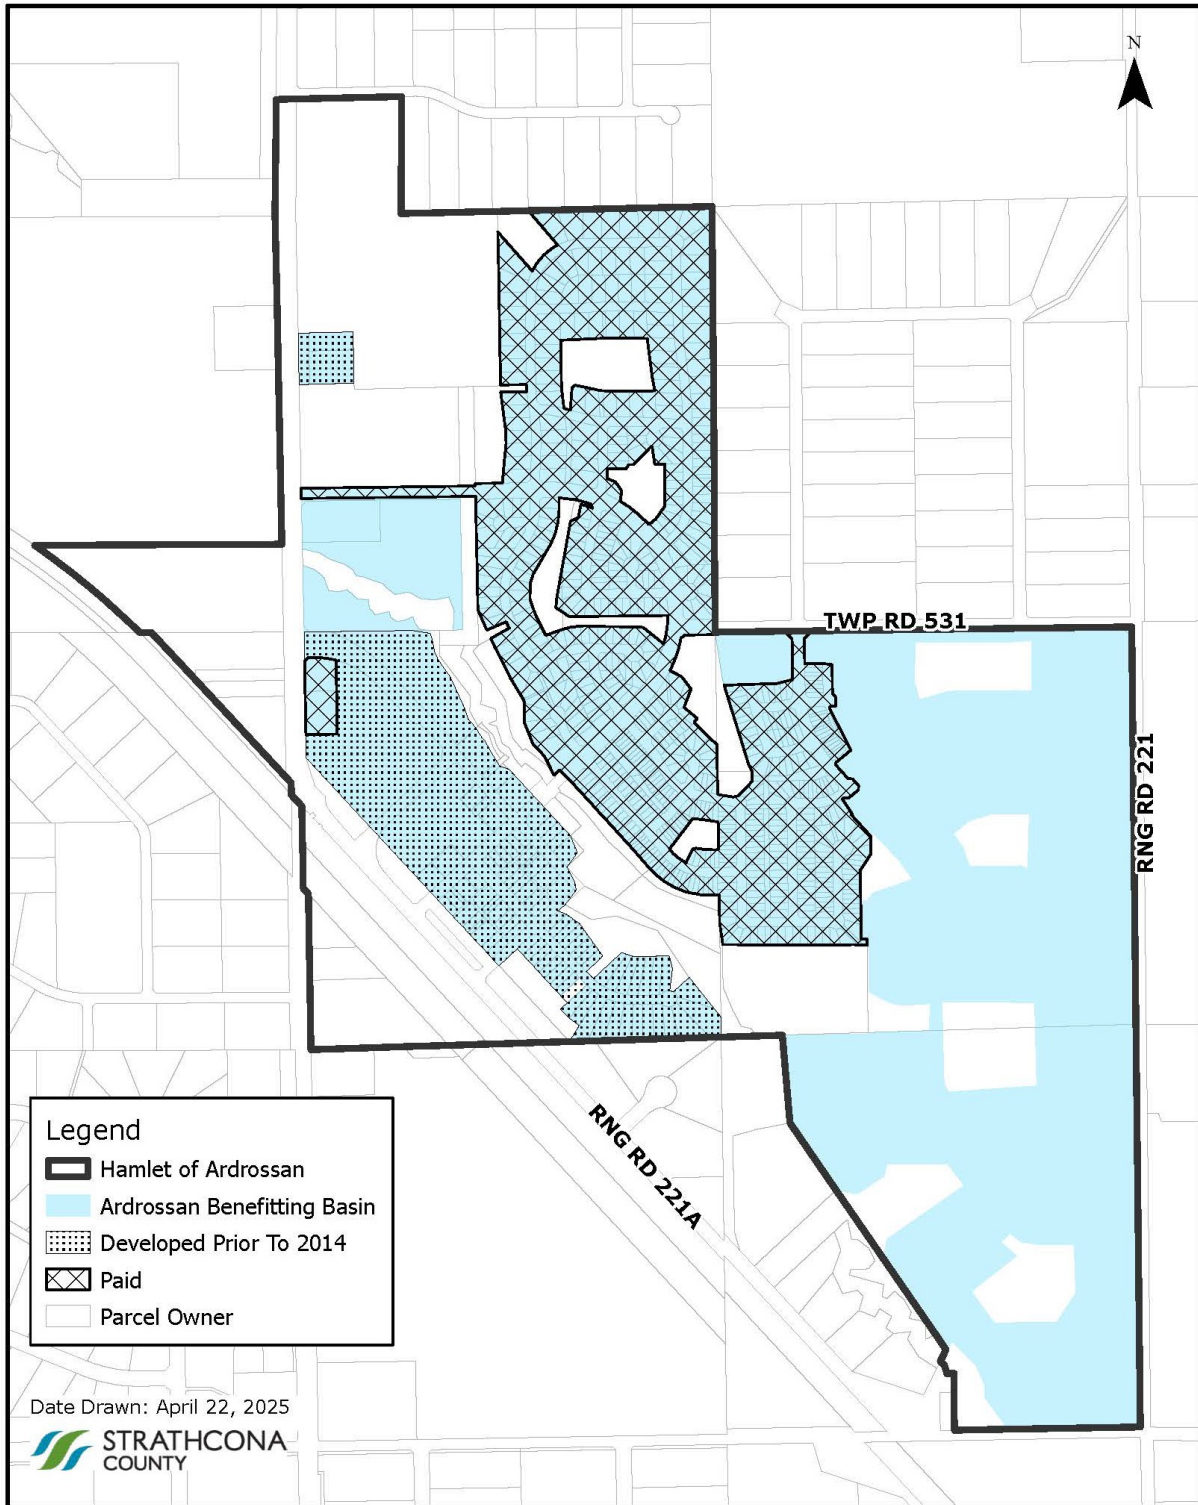 N
TWP RD 531
RNG RD 221
RNG RD 221A
Legend
Hamlet of Ardrossan
Ardrossan Benefitting Basin
Developed Prior To 2014
Paid
Parcel Owner
Date Drawn: April 22, 2025
STRATHCONA
COUNTY